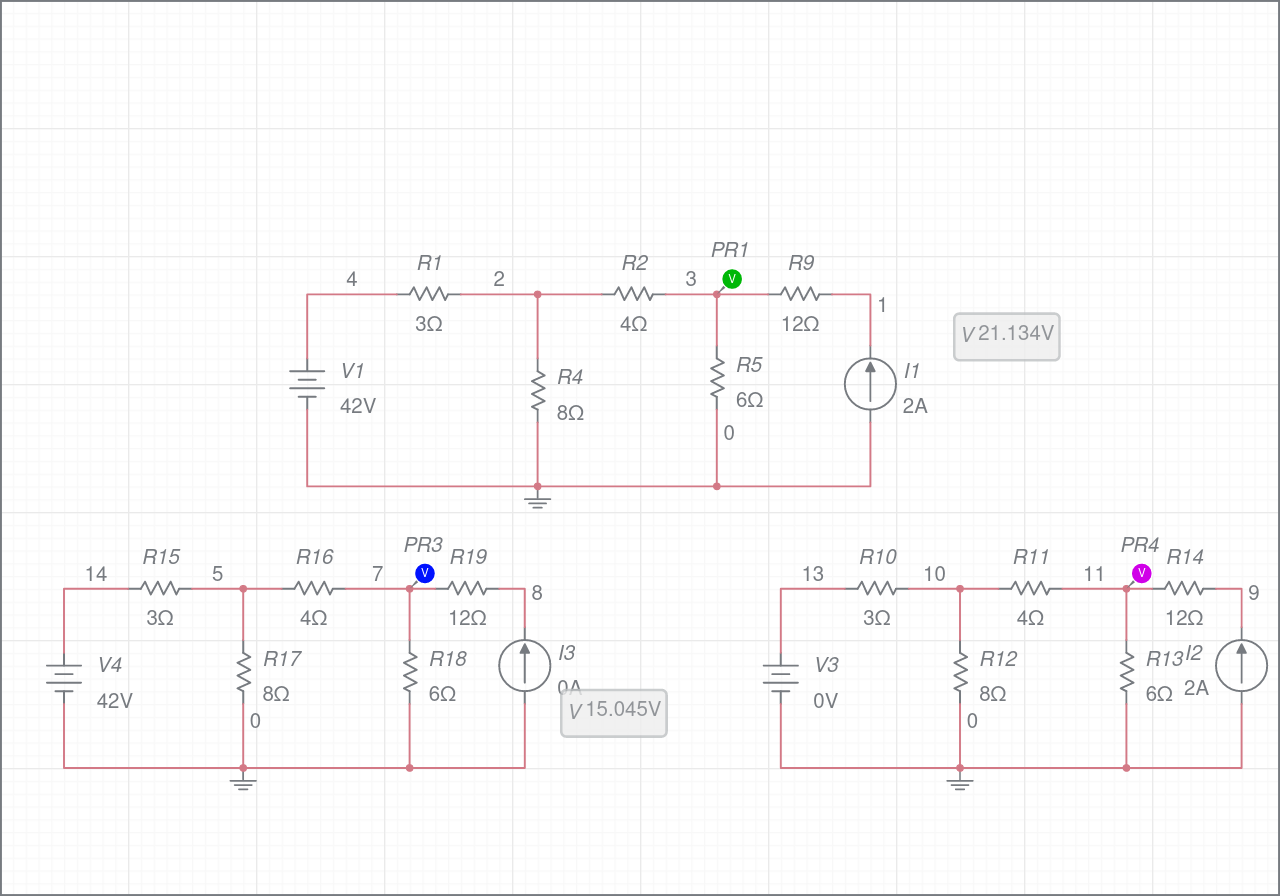 PR1
R1 R2 R9
4 2 3 V
3Ω 4Ω 12Ω 1
V 21.134V
V1 R4 R5 I1
42V 8Ω 6Ω 2A
0
PR3 PR4
R15 R16 R19 R10 R11 R14
14 5 7 V 8 13 10 11 V 9
3Ω 4Ω 12Ω 3Ω 4Ω 12Ω
V4 R17 R18 I3 V3 R12 R13 I2
42V 8Ω 6Ω 0A 0V 8Ω 6Ω 2A
V 15.045V
0 0